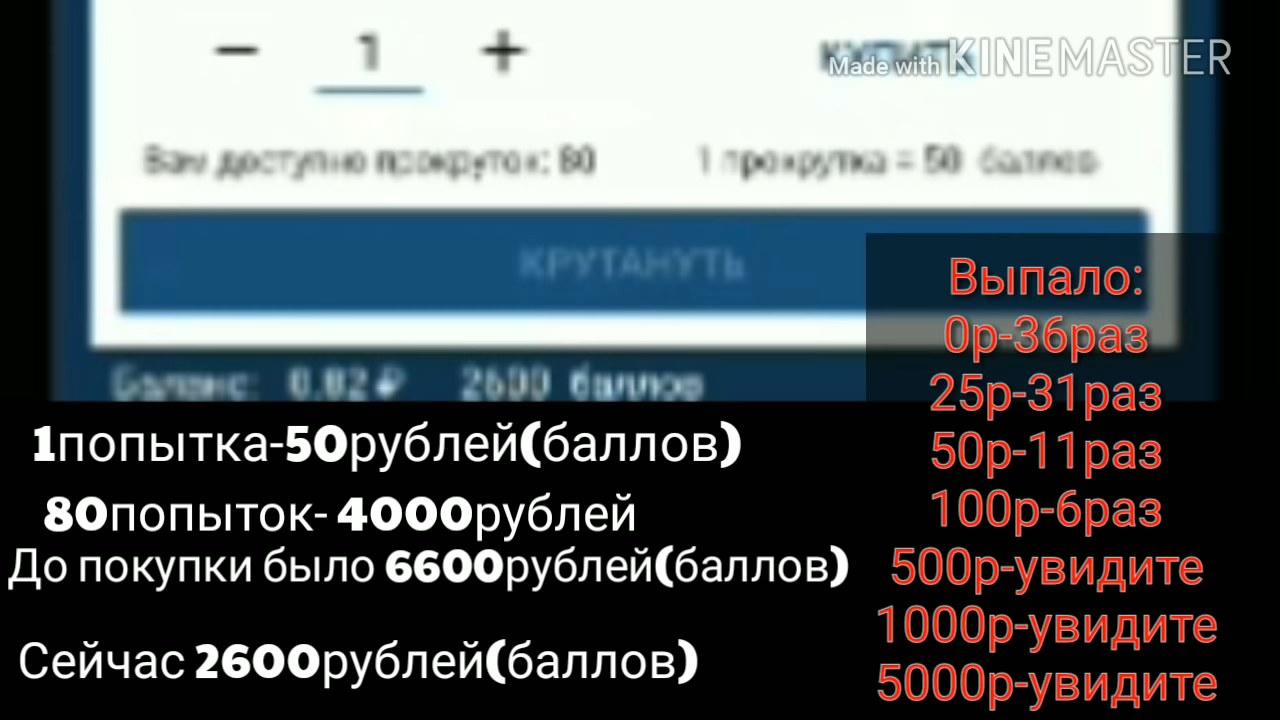 − 1 +
КУПИТЬ
Made with KINEMASTER
Вам доступно прокруток: 80
1 прокрутка = 50 баллов
КРУТАНУТЬ
Баланс: 0.82 ₽ 2600 баллов
1попытка-50рублей(баллов)
80попыток- 4000рублей
До покупки было 6600рублей(баллов)
Сейчас 2600рублей(баллов)
Выпало:
0р-36раз
25р-31раз
50р-11раз
100р-6раз
500р-увидите
1000р-увидите
5000р-увидите